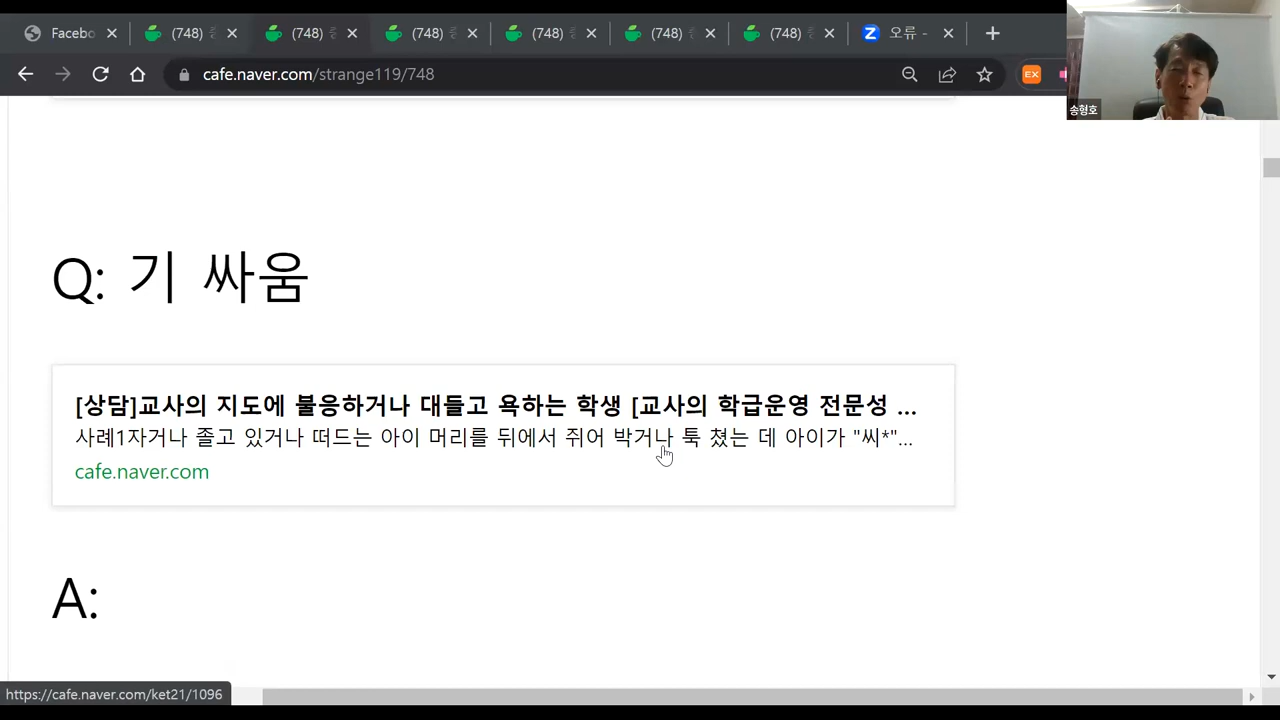 Facebo
(748)
(748)
(748)
(748)
(748)
(748)
Z 오류 -
cafe.naver.com/strange119/748
EX
송형호
Q: 기 싸움
[상담]교사의 지도에 불응하거나 대들고 욕하는 학생 [교사의 학급운영 전문성 ...
사례1자거나 졸고 있거나 떠드는 아이 머리를 뒤에서 쥐어 박거나 툭 쳤는 데 아이가 "씨*"...
cafe.naver.com
A:
https://cafe.naver.com/ket21/1096